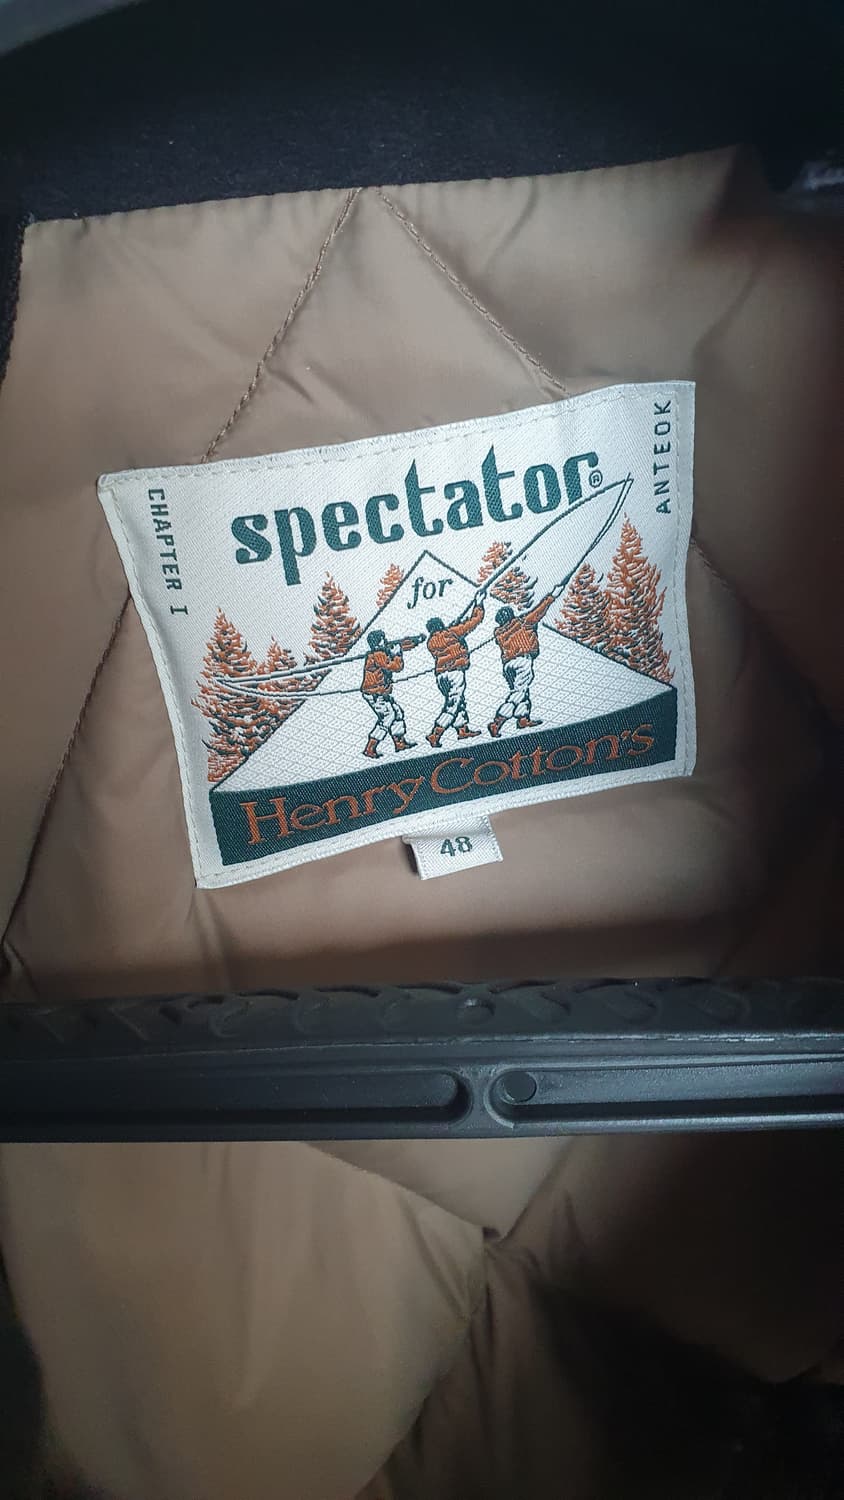 CHAPTER I
ANTEOK
spectator®
for
Henry Cotton's
48